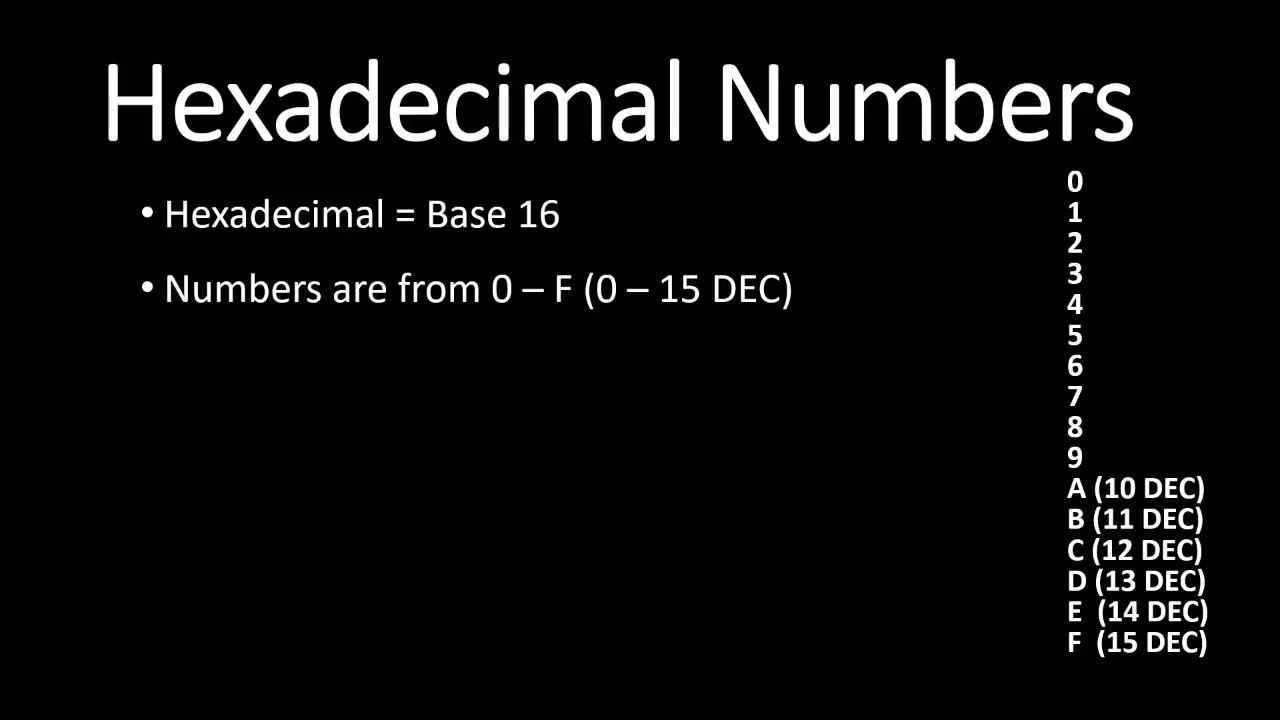 Hexadecimal Numbers
• Hexadecimal = Base 16
• Numbers are from 0 – F (0 – 15 DEC)
0
1
2
3
4
5
6
7
8
9
A (10 DEC)
B (11 DEC)
C (12 DEC)
D (13 DEC)
E (14 DEC)
F (15 DEC)